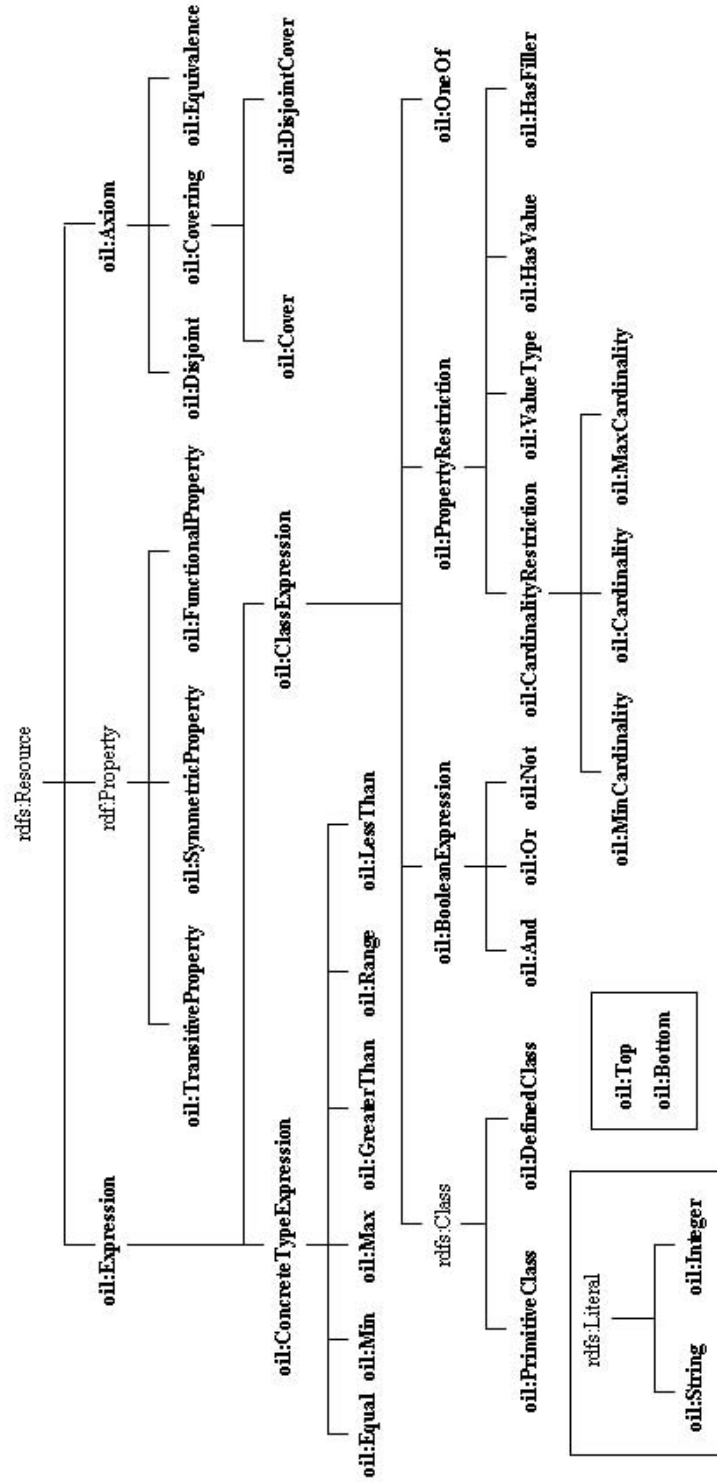 rdfs:Resource
oil:Expression rdf:Property oil:Axiom
oil:TransitiveProperty oil:SymmetricProperty oil:FunctionalProperty oil:Disjoint oil:Covering oil:Equivalence
oil:Cover oil:DisjointCover
oil:ConcreteTypeExpression oil:ClassExpression
oil:Equal oil:Min oil:Max oil:GreaterThan oil:Range oil:LessThan
rdfs:Class oil:BooleanExpression oil:PropertyRestriction oil:OneOf
oil:PrimitiveClass oil:DefinedClass oil:And oil:Or oil:Not oil:CardinalityRestriction oil:ValueType oil:HasValue oil:HasFiller
oil:MinCardinality oil:Cardinality oil:MaxCardinality
rdfs:Literal
oil:String oil:Integer
oil:Top
oil:Bottom